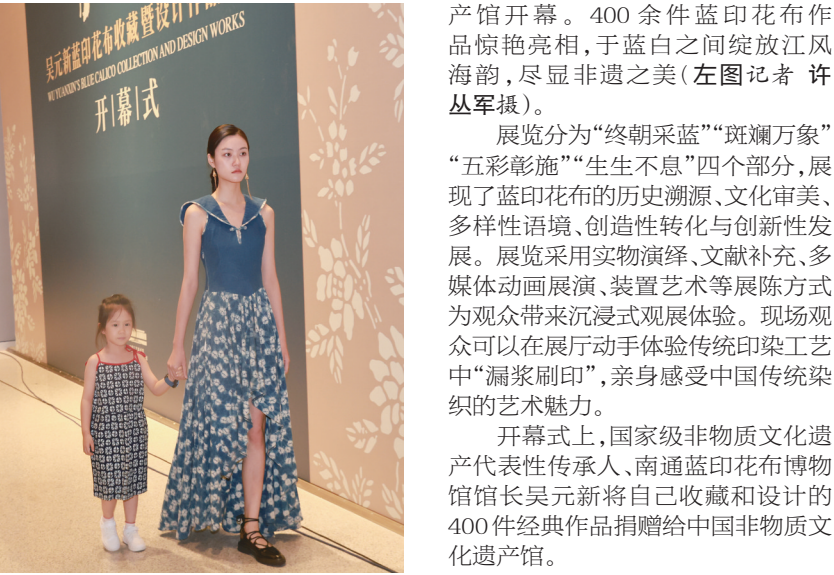 吴元新蓝印花布收藏暨设计作
WU YUANXIN'S BLUE CALICO COLLECTION AND DESIGN WORKS
开幕式
产馆开幕。400 余件蓝印花布作
品惊艳亮相,于蓝白之间绽放江风
海韵,尽显非遗之美(左图记者 许
丛军摄)。
展览分为“终朝采蓝”“斑斓万象”
“五彩彰施”“生生不息”四个部分,展
现了蓝印花布的历史溯源、文化审美、
多样性语境、创造性转化与创新性发
展。展览采用实物演绎、文献补充、多
媒体动画展演、装置艺术等展陈方式
为观众带来沉浸式观展体验。现场观
众可以在展厅动手体验传统印染工艺
中“漏浆刷印”,亲身感受中国传统染
织的艺术魅力。
开幕式上,国家级非物质文化遗
产代表性传承人、南通蓝印花布博物
馆馆长吴元新将自己收藏和设计的
400件经典作品捐赠给中国非物质文
化遗产馆。